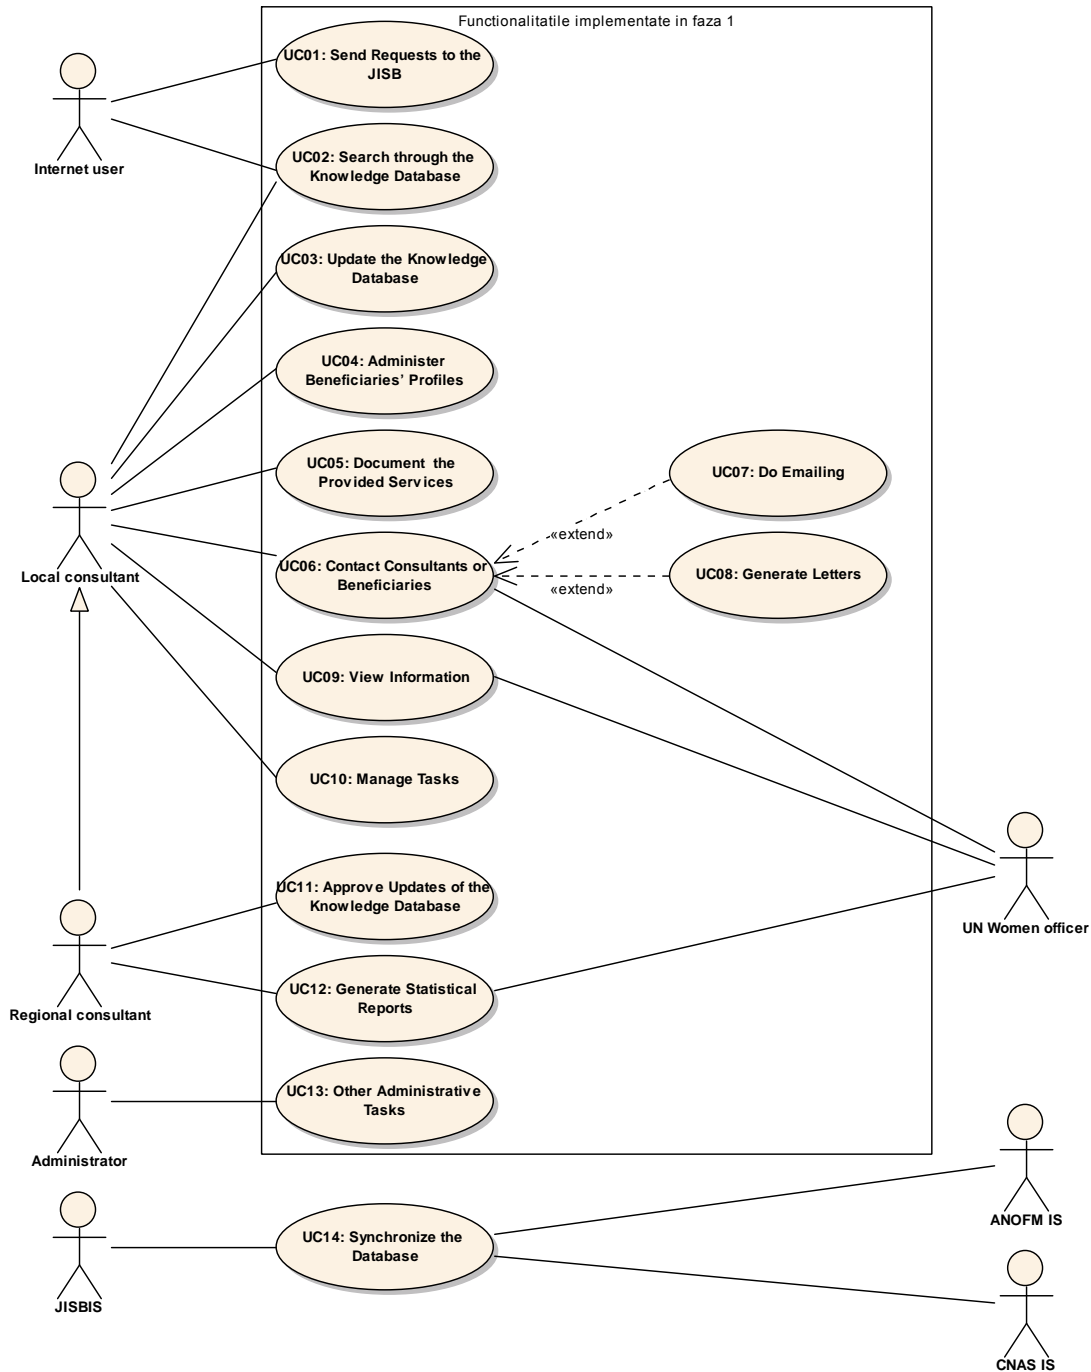 Functionalitatile implementate in faza 1
UC01: Send Requests to the
JISB
Internet user
UC02: Search through the
Knowledge Database
UC03: Update the Knowledge
Database
UC04: Administer
Beneficiaries’ Profiles
UC05: Document the
Provided Services
UC07: Do Emailing
«extend»
Local consultant
UC06: Contact Consultants or
Beneficiaries
UC08: Generate Letters
«extend»
UC09: View Information
UC10: Manage Tasks
UC11: Approve Updates of the
Knowledge Database
UN Women officer
Regional consultant
UC12: Generate Statistical
Reports
UC13: Other Administrative
Tasks
Administrator
ANOFM IS
UC14: Synchronize the
Database
JISBIS
CNAS IS